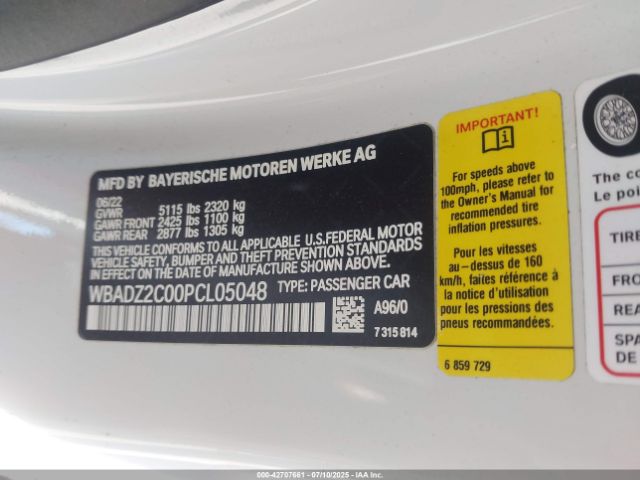 MFD BY BAYERISCHE MOTOREN WERKE AG
06/22
GVWR 5115 lbs 2320 kg
GAWR FRONT 2425 lbs 1100 kg
GAWR REAR 2877 lbs 1305 kg
THIS VEHICLE CONFORMS TO ALL APPLICABLE U.S.FEDERAL MOTOR
VEHICLE SAFETY, BUMPER, AND THEFT PREVENTION STANDARDS
IN EFFECT ON THE DATE OF MANUFACTURE SHOWN ABOVE.
WBADZ2C00PCL05048 TYPE: PASSENGER CAR
A96/0
7 315 814
IMPORTANT!
i
For speeds above
100mph, please refer to
the Owner's Manual for
recommended tire
inflation pressures.
Pour les vitesses
au-dessus de 160
km/h, faites référence à
la notice d'utilisation
pour les pressions des
pneus recommandées.
6 859 729
The co
Le po
TIRE
FRO
REA
SPA
DE
000-42707661 - 07/10/2025 - IAA, Inc.